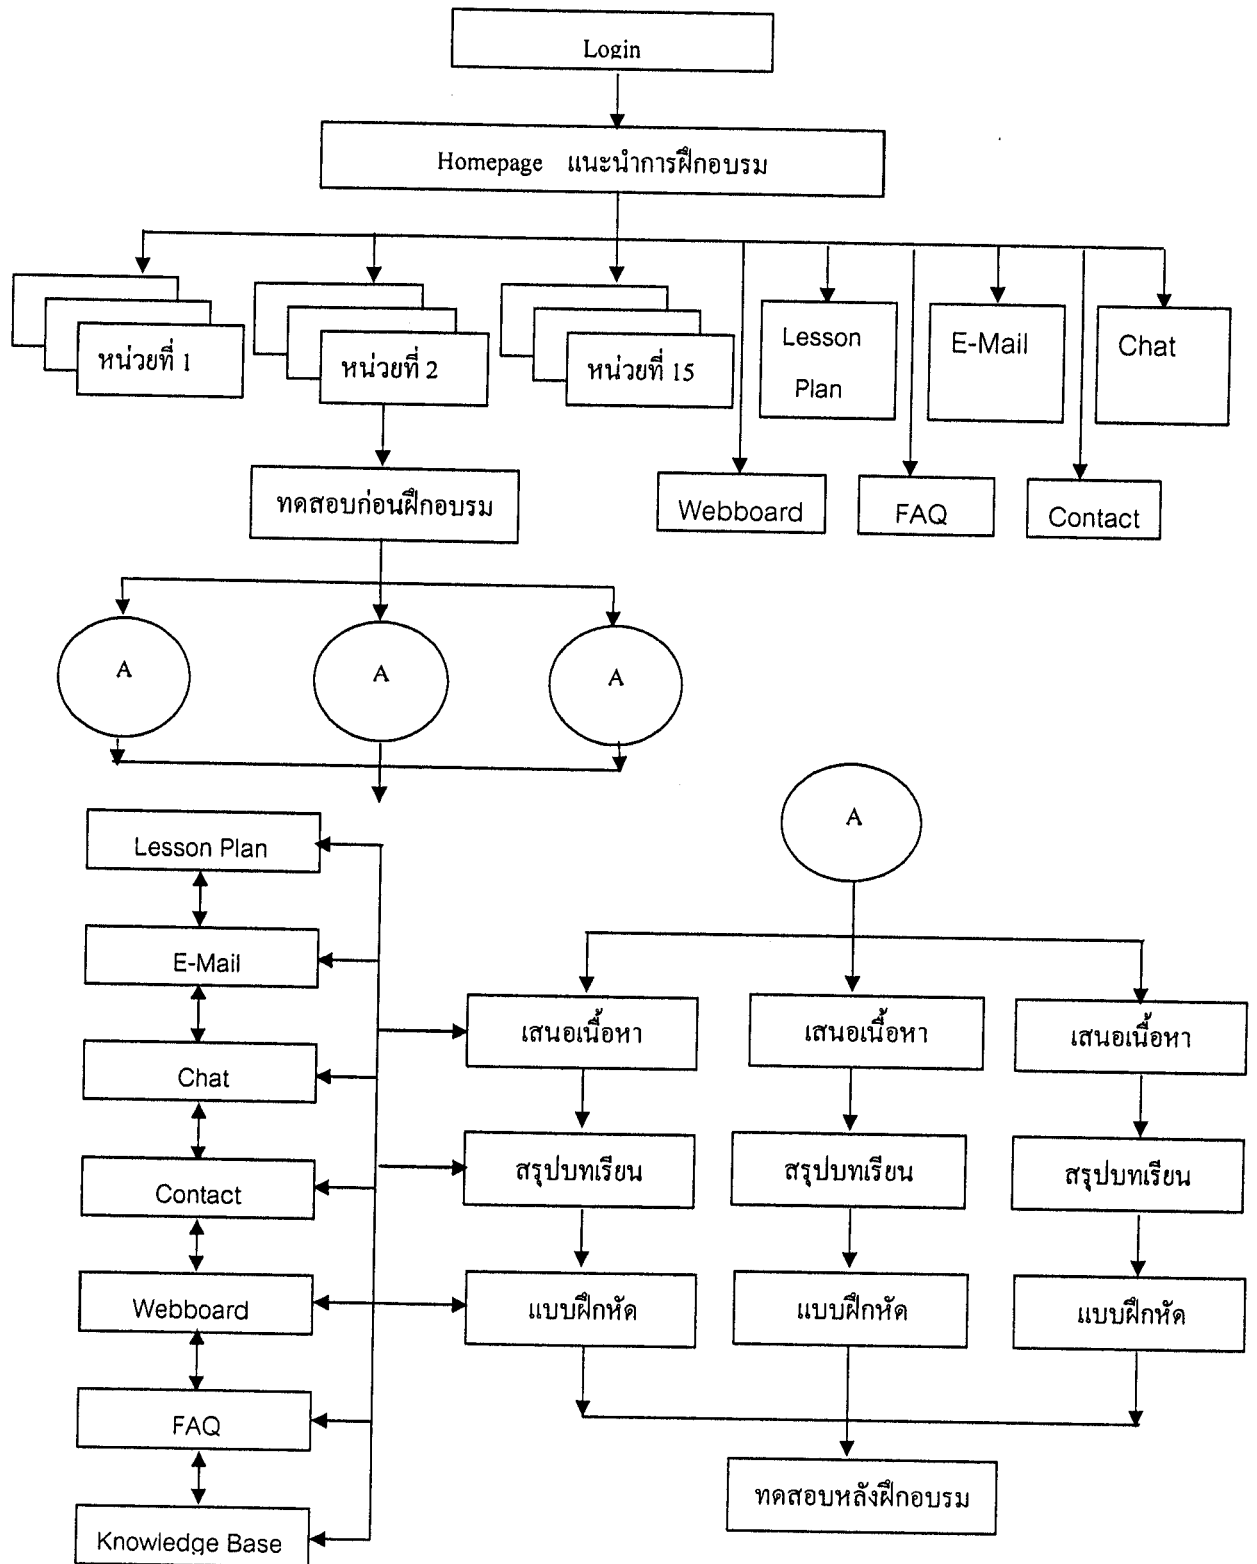 Login
Homepage แนะนำการฝึกอบรม
หน่วยที่ 1
หน่วยที่ 2
หน่วยที่ 15
Lesson
Plan
E-Mail
Chat
Webboard
FAQ
Contact
ทดสอบก่อนฝึกอบรม
A
A
A
A
Lesson Plan
E-Mail
Chat
Contact
Webboard
FAQ
Knowledge Base
เสนอเนื้อหา
เสนอเนื้อหา
เสนอเนื้อหา
สรุปบทเรียน
สรุปบทเรียน
สรุปบทเรียน
แบบฝึกหัด
แบบฝึกหัด
แบบฝึกหัด
ทดสอบหลังฝึกอบรม